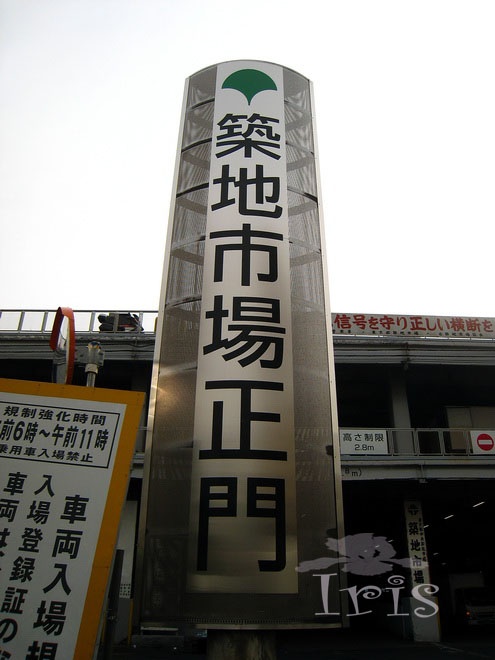 築地市場正門
信号を守り正しい横断を
規制強化時間
前6時～午前11時
乗用車入場禁止
車両入場規
入場登録証の
車両は
高さ制限
2.8m
築地市場
Iris